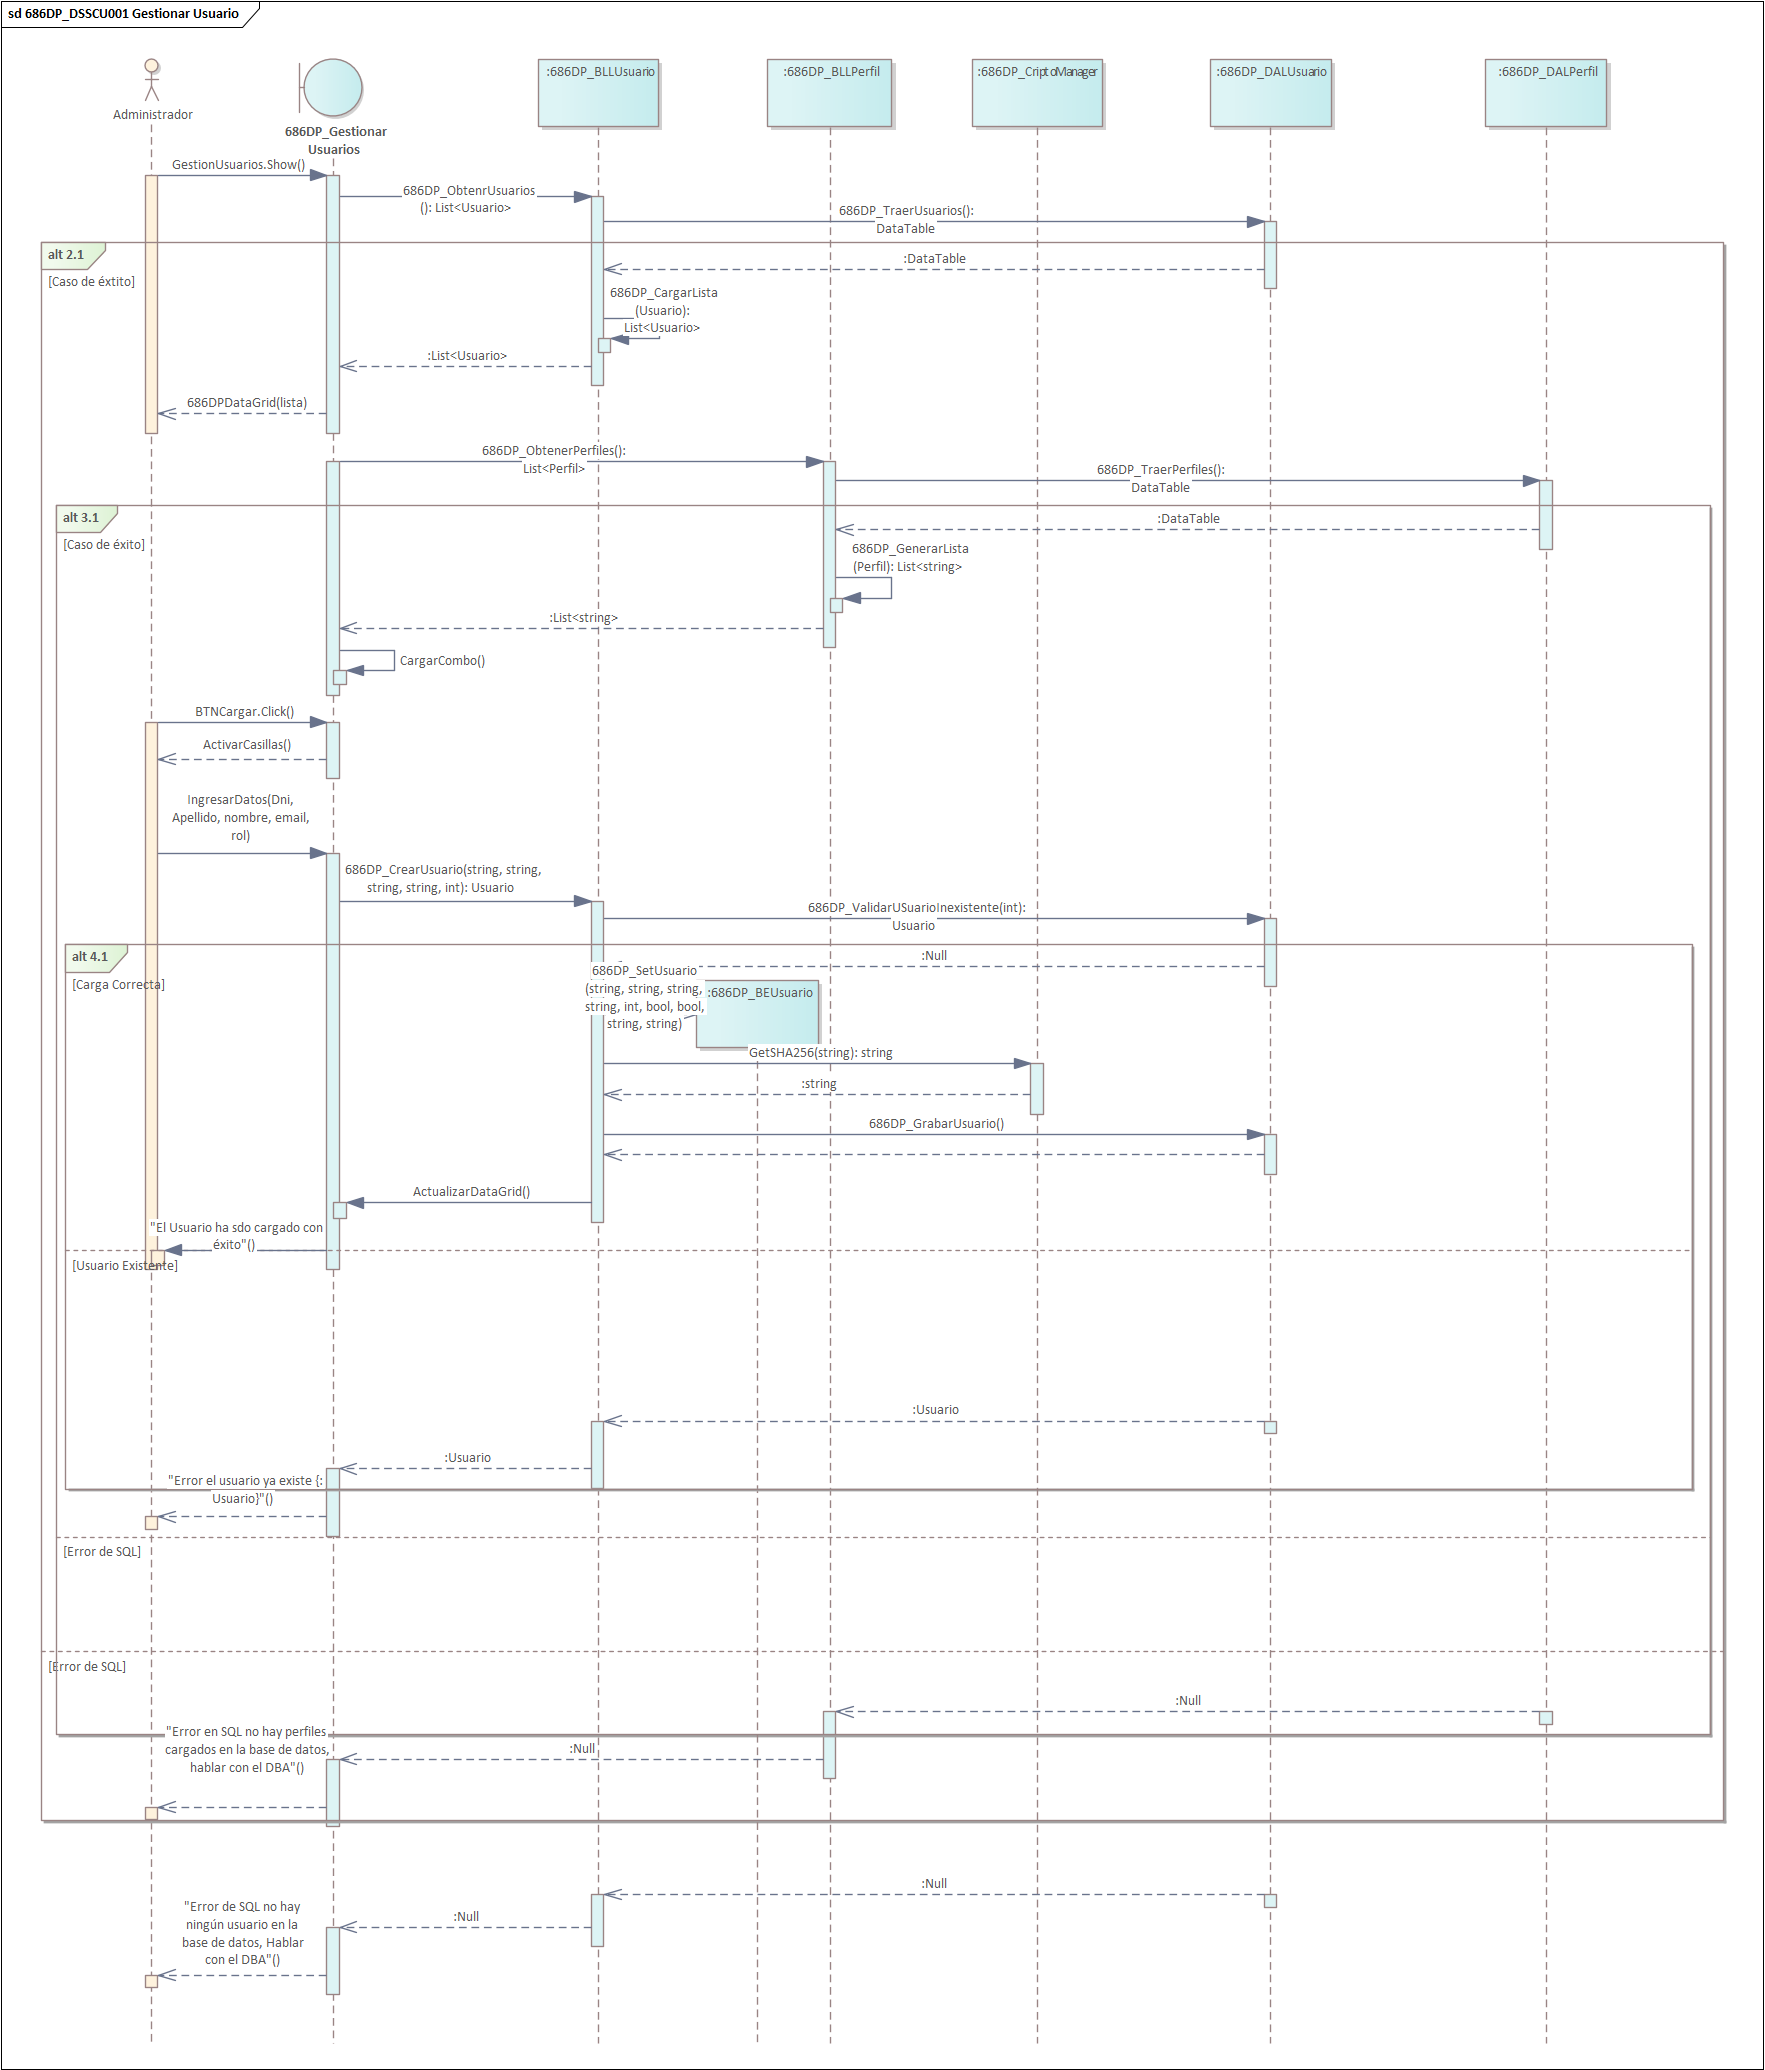 sd 686DP_DSSCU001 Gestionar Usuario
:686DP_BLLUsuario
:686DP_BLLPerfil
:686DP_CriptoManager
:686DP_DALUsuario
:686DP_DALPerfil
Administrador
686DP_Gestionar
Usuarios
GestionUsuarios.Show()
686DP_ObtenrUsuarios
(): List<Usuario>
686DP_TraerUsuarios():
DataTable
alt 2.1
[Caso de éxtito]
:DataTable
686DP_CargarLista
(Usuario):
List<Usuario>
:List<Usuario>
686DPDataGrid(lista)
686DP_ObtenerPerfiles():
List<Perfil>
686DP_TraerPerfiles():
DataTable
alt 3.1
[Caso de éxito]
:DataTable
686DP_GenerarLista
(Perfil): List<string>
:List<string>
CargarCombo()
BTNCargar.Click()
ActivarCasillas()
IngresarDatos(Dni,
Apellido, nombre, email,
rol)
686DP_CrearUsuario(string, string,
string, string, int): Usuario
686DP_ValidarUSuarioInexistente(int):
Usuario
alt 4.1
[Carga Correcta]
:Null
686DP_SetUsuario
(string, string, string,
string, int, bool, bool,
string, string)
:686DP_BEUsuario
GetSHA256(string): string
:string
686DP_GrabarUsuario()
ActualizarDataGrid()
"El Usuario ha sdo cargado con
éxito"()
[Usuario Existente]
:Usuario
:Usuario
"Error el usuario ya existe {:
Usuario}"()
[Error de SQL]
[Error de SQL]
:Null
"Error en SQL no hay perfiles
cargados en la base de datos,
hablar con el DBA"()
:Null
:Null
"Error de SQL no hay
ningún usuario en la
base de datos, Hablar
con el DBA"()
:Null